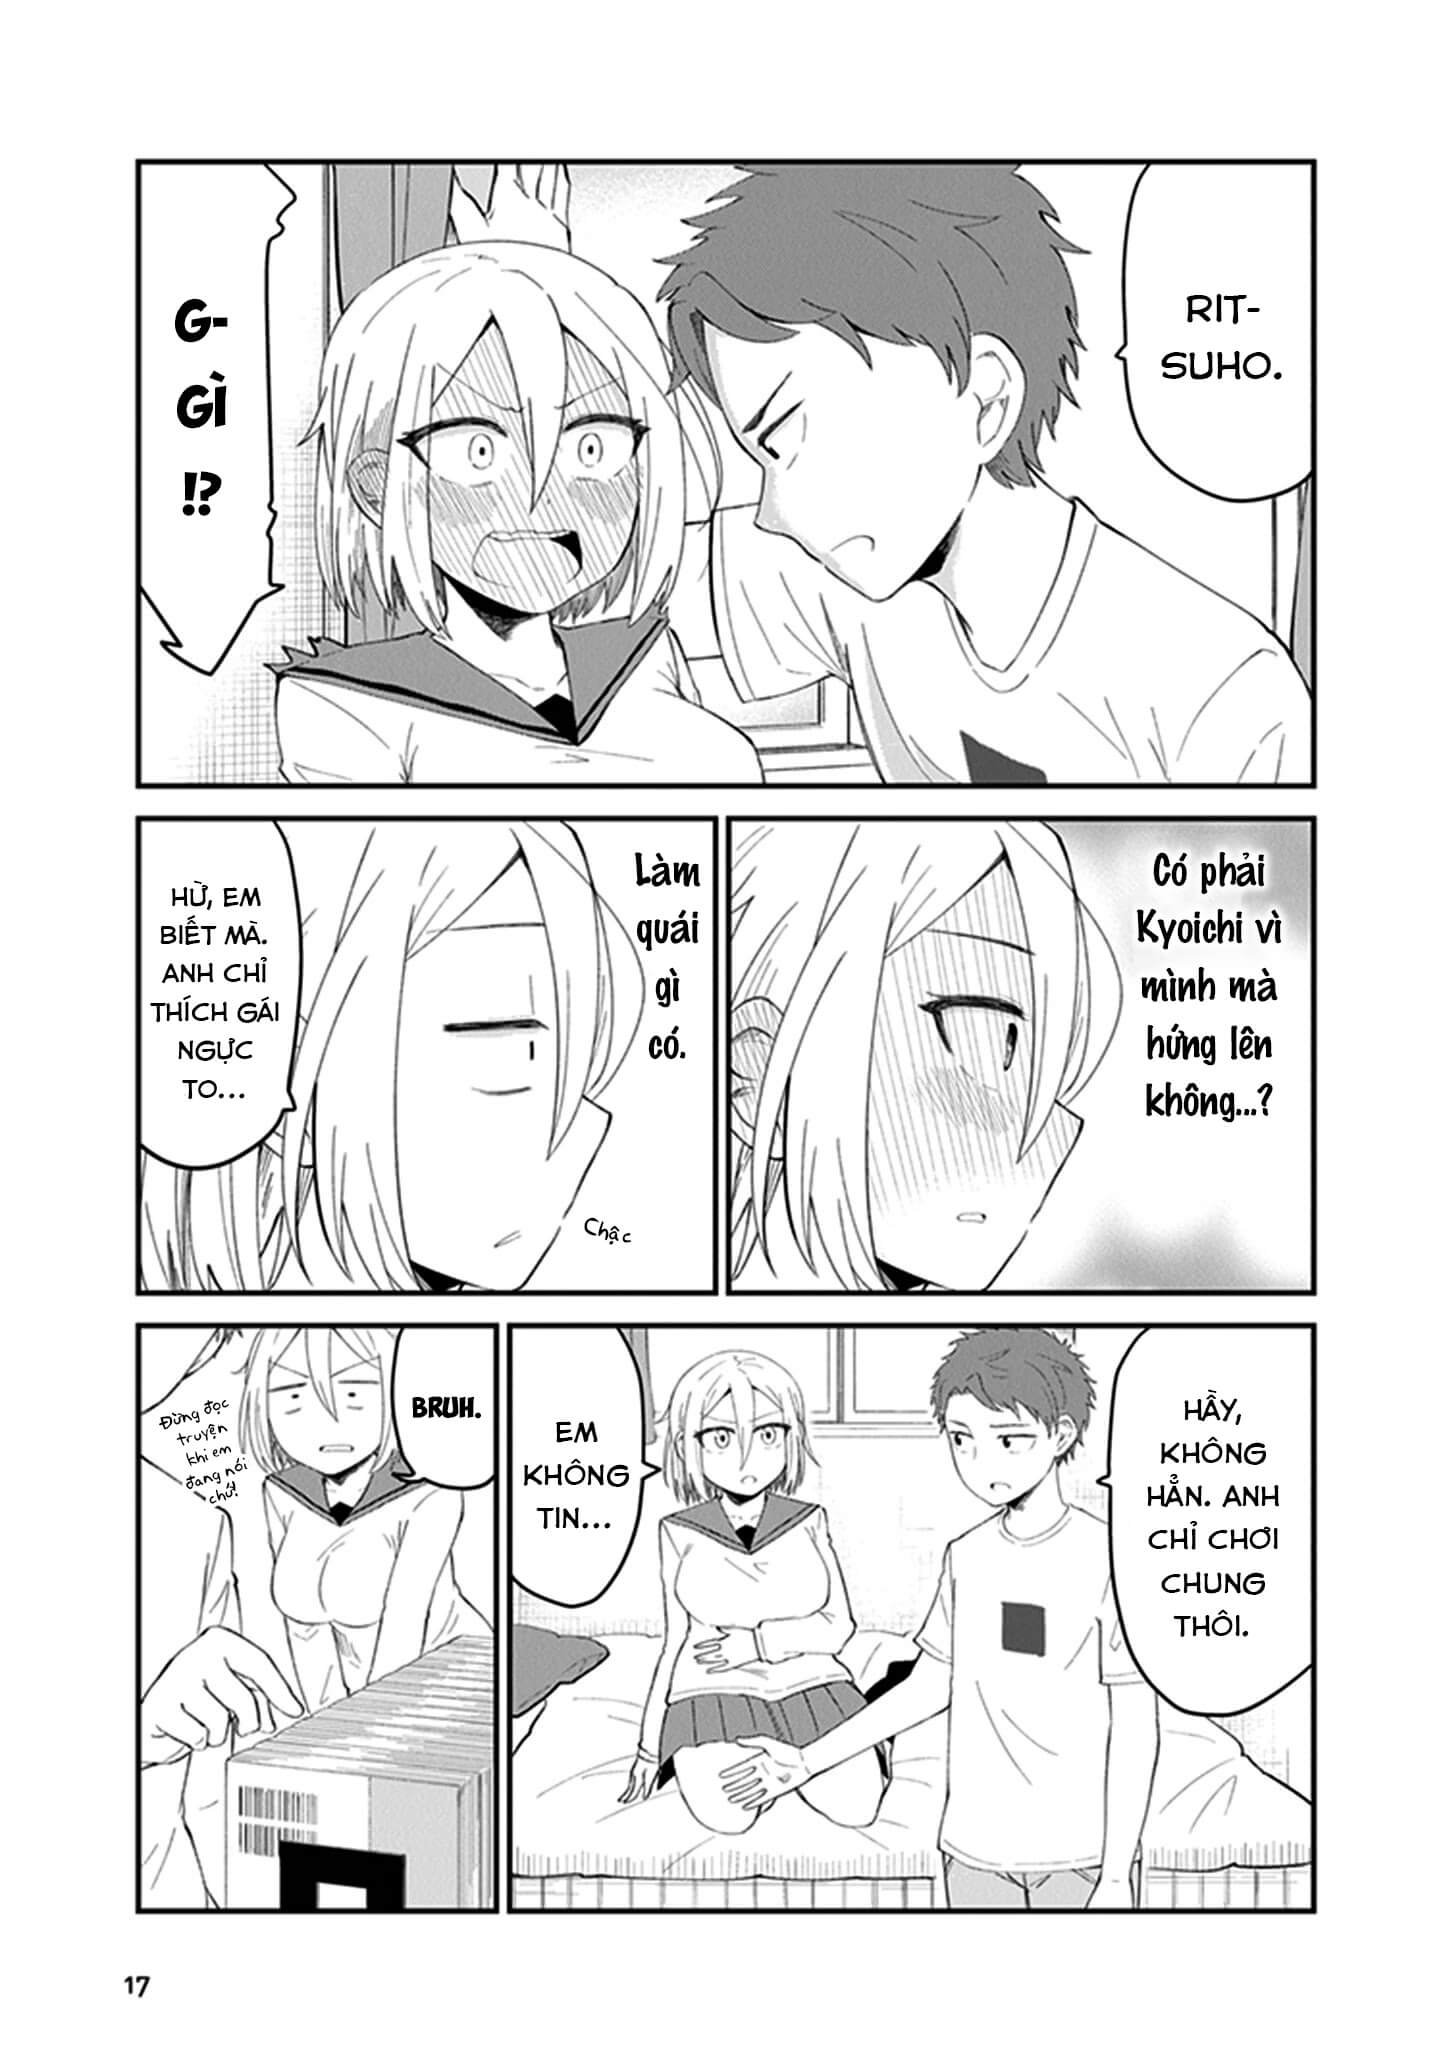 RIT-
SUHO.
G-
GÌ
!?
Có phải
Kyoichi vì
mình mà
hứng lên
không...?
Làm
quái
gì
có.
HỪ, EM
BIẾT MÀ.
ANH CHỈ
THÍCH GÁI
NGỰC
TO...
Chậc
HẦY,
KHÔNG
HẲN. ANH
CHỈ CHƠI
CHUNG
THÔI.
EM
KHÔNG
TIN...
BRUH.
Đừng đọc
truyện
khi em
đang nói
chứ!
17